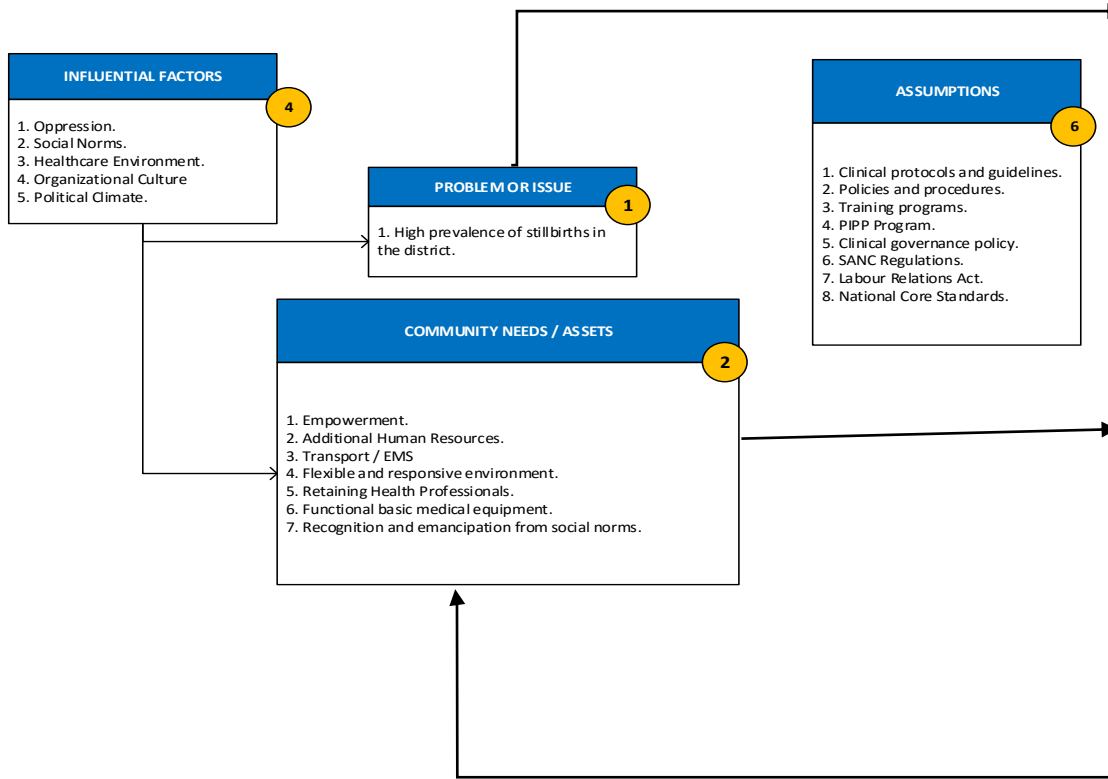 INFLUENTIAL FACTORS
4
1. Oppression.
2. Social Norms.
3. Healthcare Environment.
4. Organizational Culture
5. Political Climate.
PROBLEM OR ISSUE
1
1. High prevalence of stillbirths in
the district.
COMMUNITY NEEDS / ASSETS
2
1. Empowerment.
2. Additional Human Resources.
3. Transport / EMS
4. Flexible and responsive environment.
5. Retaining Health Professionals.
6. Functional basic medical equipment.
7. Recognition and emancipation from social norms.
ASSUMPTIONS
6
1. Clinical protocols and guidelines.
2. Policies and procedures.
3. Training programs.
4. PIPP Program.
5. Clinical governance policy.
6. SANC Regulations.
7. Labour Relations Act.
8. National Core Standards.